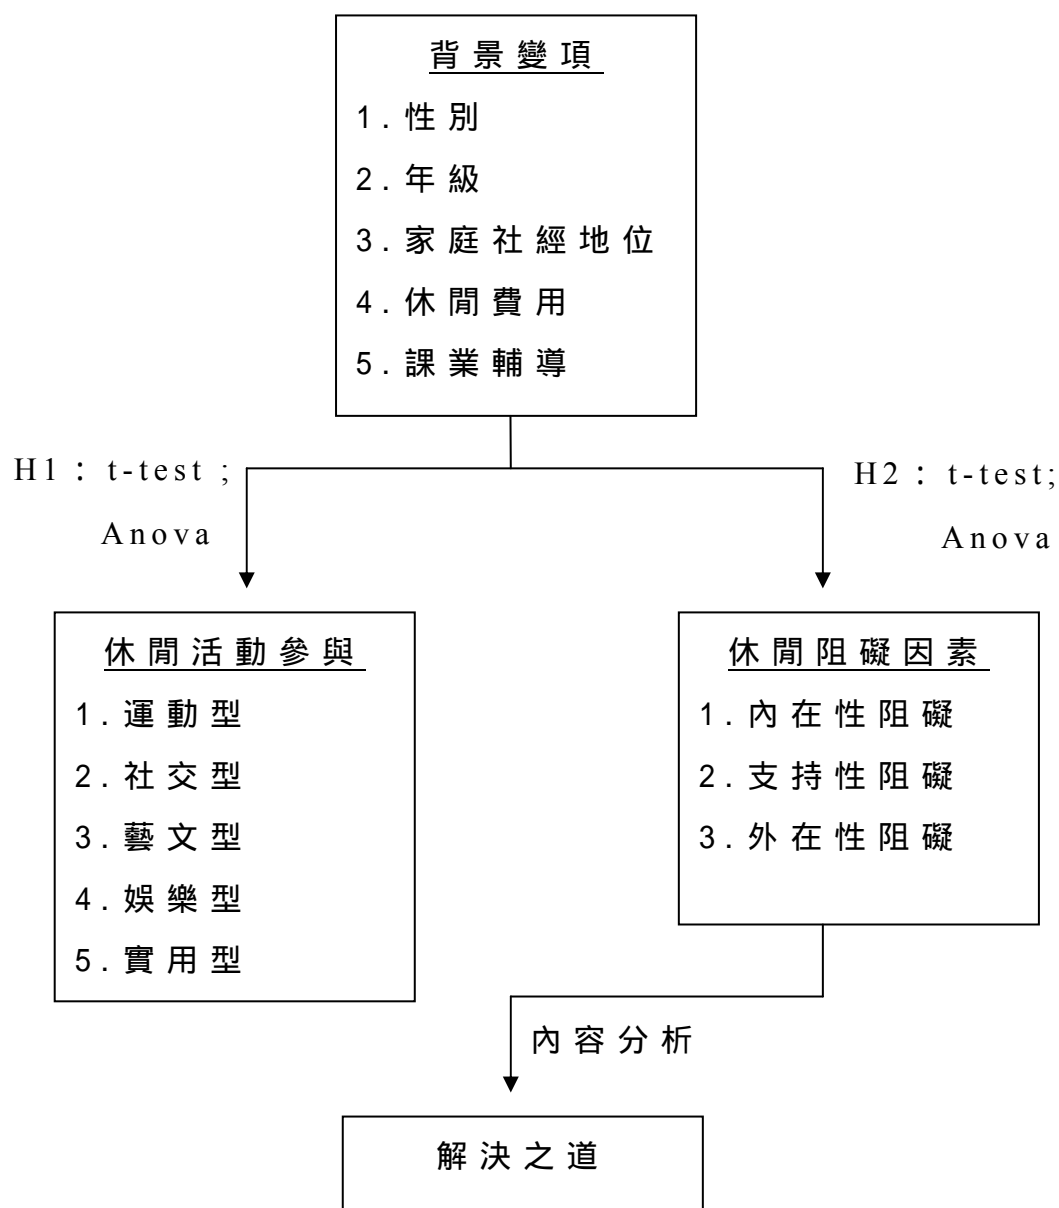 背景變項
1.性別
2.年級
3.家庭社經地位
4.休閒費用
5.課業輔導
H1：t-test ;
Anova
H2：t-test;
Anova
休閒活動參與
1.運動型
2.社交型
3.藝文型
4.娛樂型
5.實用型
休閒阻礙因素
1.內在性阻礙
2.支持性阻礙
3.外在性阻礙
內容分析
解決之道